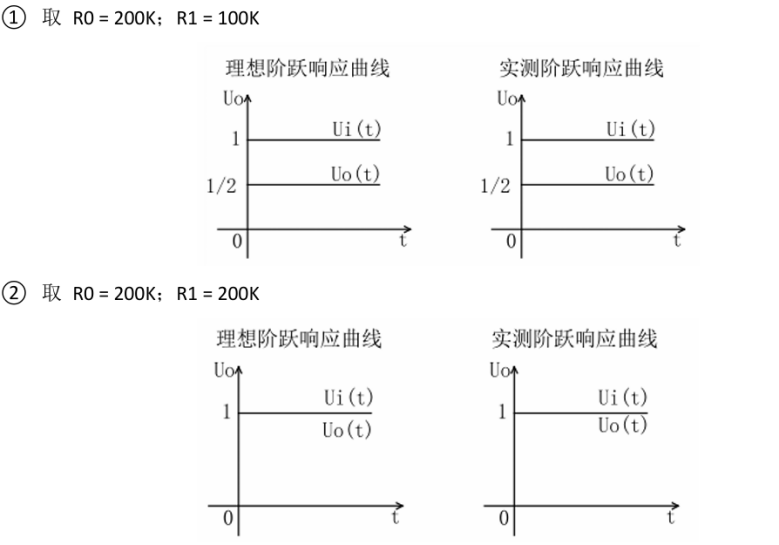 ① 取 R0 = 200K；R1 = 100K
理想阶跃响应曲线
Uo
1
Ui(t)
1/2
Uo(t)
0
t
实测阶跃响应曲线
Uo
1
Ui(t)
1/2
Uo(t)
0
t
② 取 R0 = 200K；R1 = 200K
理想阶跃响应曲线
Uo
1
Ui(t)
Uo(t)
0
t
实测阶跃响应曲线
Uo
1
Ui(t)
Uo(t)
0
t